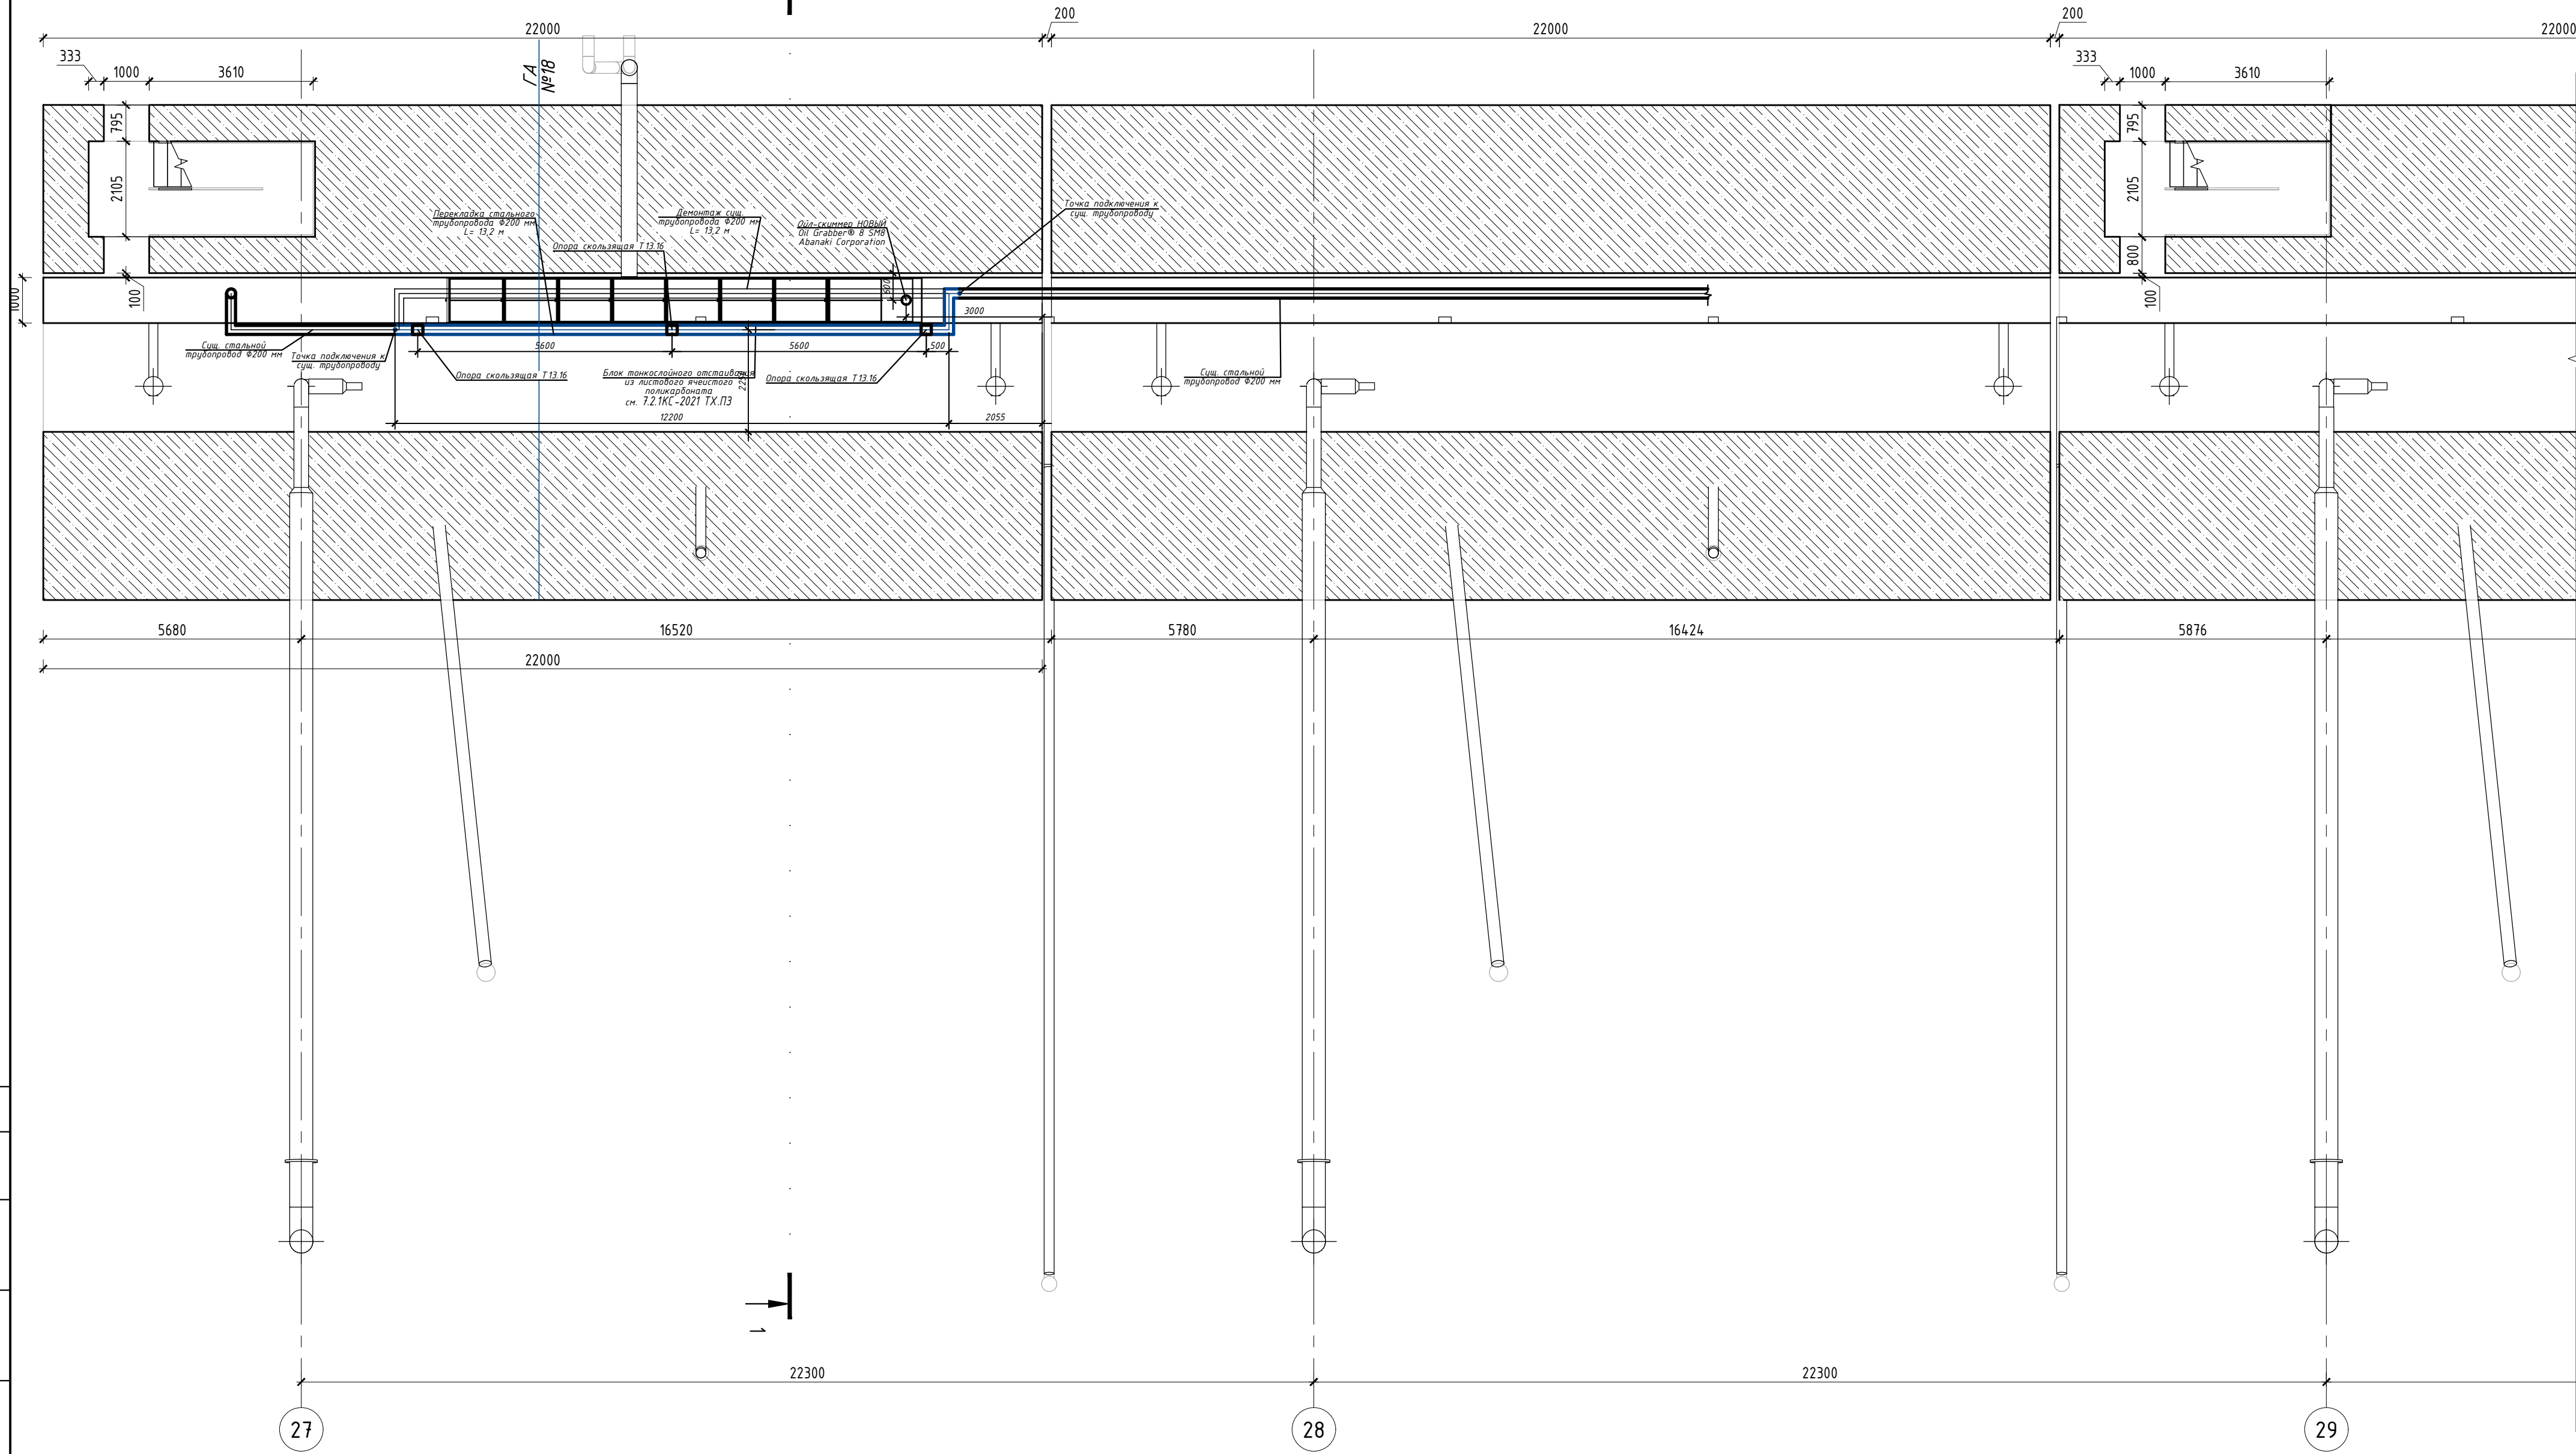 22000
200
22000
200
22000
333
1000
3610
ГА
№18
333
1000
3610
795
2105
795
2105
800
Перекладка стального
трубопровода Ф200 мм
L= 13,2 м
Опора скользящая Т13.16
Демонтаж сущ.
трубопровода Ф200 мм
L= 13,2 м
Ойл-скиммер НОВЫЙ
Oil Grabber® 8 SM8
Abanaki Corporation
Точка подключения к
сущ. трубопроводу
1000
100
600
3000
100
Сущ. стальной
трубопровод Ф200 мм
Точка подключения к
сущ. трубопроводу
5600
5600
500
Опора скользящая Т13.16
Блок тонкослойного отстаивания
из листового ячеистого
поликарбоната
см. 7.2.1КС-2021 ТХ.ПЗ
Опора скользящая Т13.16
Сущ. стальной
трубопровод Ф200 мм
12200
2055
5680
16520
5780
16424
5876
22000
1
22300
22300
27
28
29